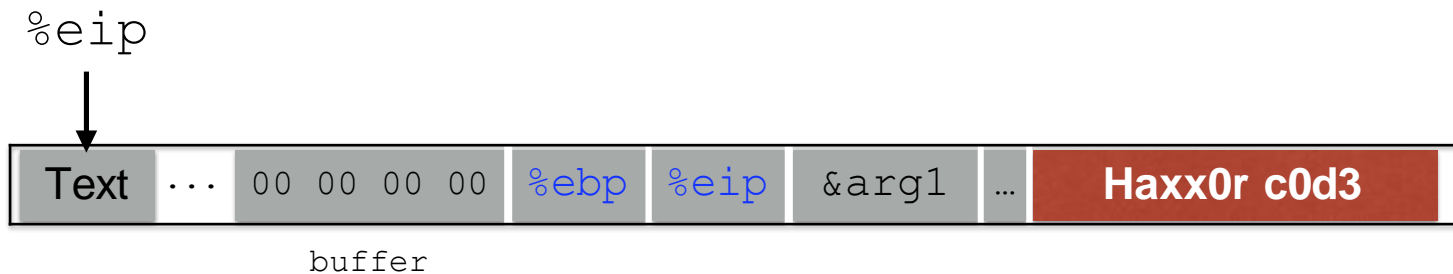 %eip
Text ... 00 00 00 00 %ebp %eip &arg1 … Haxx0r c0d3
buffer